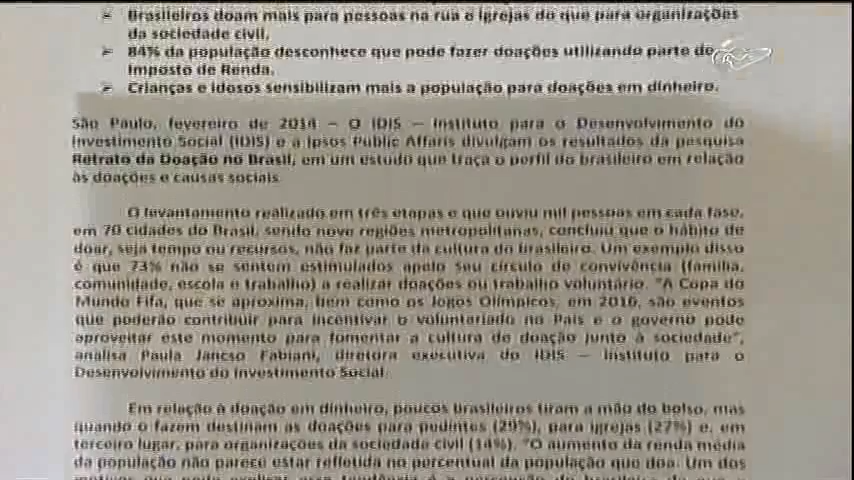 Brasileiros doam mais para pessoas na rua e igrejas do que para organizações
da sociedade civil.
84% da população desconhece que pode fazer doações utilizando parte do
Imposto de Renda.
Crianças e idosos sensibilizam mais a população para doações em dinheiro.
São Paulo, fevereiro de 2014 – O IDIS – Instituto para o Desenvolvimento do
Investimento Social (IDIS) e a Ipsos Public Affaris divulgam os resultados da pesquisa
Retrato da Doação no Brasil, em um estudo que traça o perfil do brasileiro em relação
às doações e causas sociais.
O levantamento realizado em três etapas e que ouviu mil pessoas em cada fase,
em 70 cidades do Brasil, sendo nove regiões metropolitanas, concluiu que o hábito de
doar, seja tempo ou recursos, não faz parte da cultura do brasileiro. Um exemplo disso
é que 73% não se sentem estimulados apelo seu círculo de convivência (família,
comunidade, escola e trabalho) a realizar doações ou trabalho voluntário. "A Copa do
Mundo Fifa, que se aproxima, bem como os Jogos Olímpicos, em 2016, são eventos
que poderão contribuir para incentivar o voluntariado no País e o governo pode
aproveitar este momento para fomentar a cultura de doação junto à sociedade",
analisa Paula Jancso Fabiani, diretora executiva do IDIS – Instituto para o
Desenvolvimento do Investimento Social.
Em relação à doação em dinheiro, poucos brasileiros tiram a mão do bolso, mas
quando o fazem destinam as doações para pedintes (29%), para igrejas (27%) e, em
terceiro lugar, para organizações da sociedade civil (14%). "O aumento da renda média
da população não parece estar refletida no percentual da população que doa. Um dos